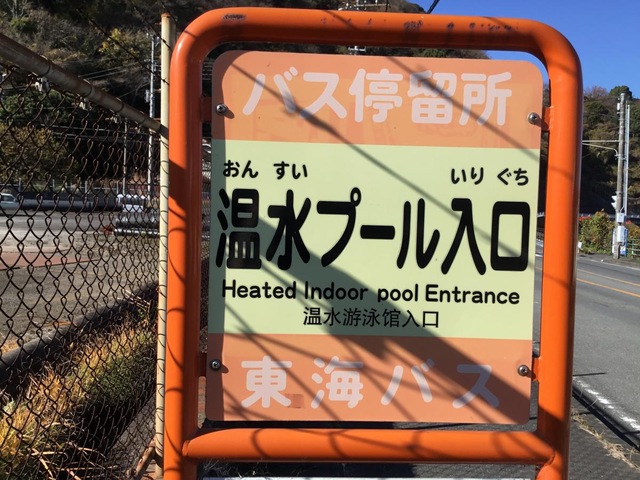 バス停留所
おん すい いり ぐち
温水プール入口
Heated Indoor pool Entrance
温水游泳馆入口
東海バス